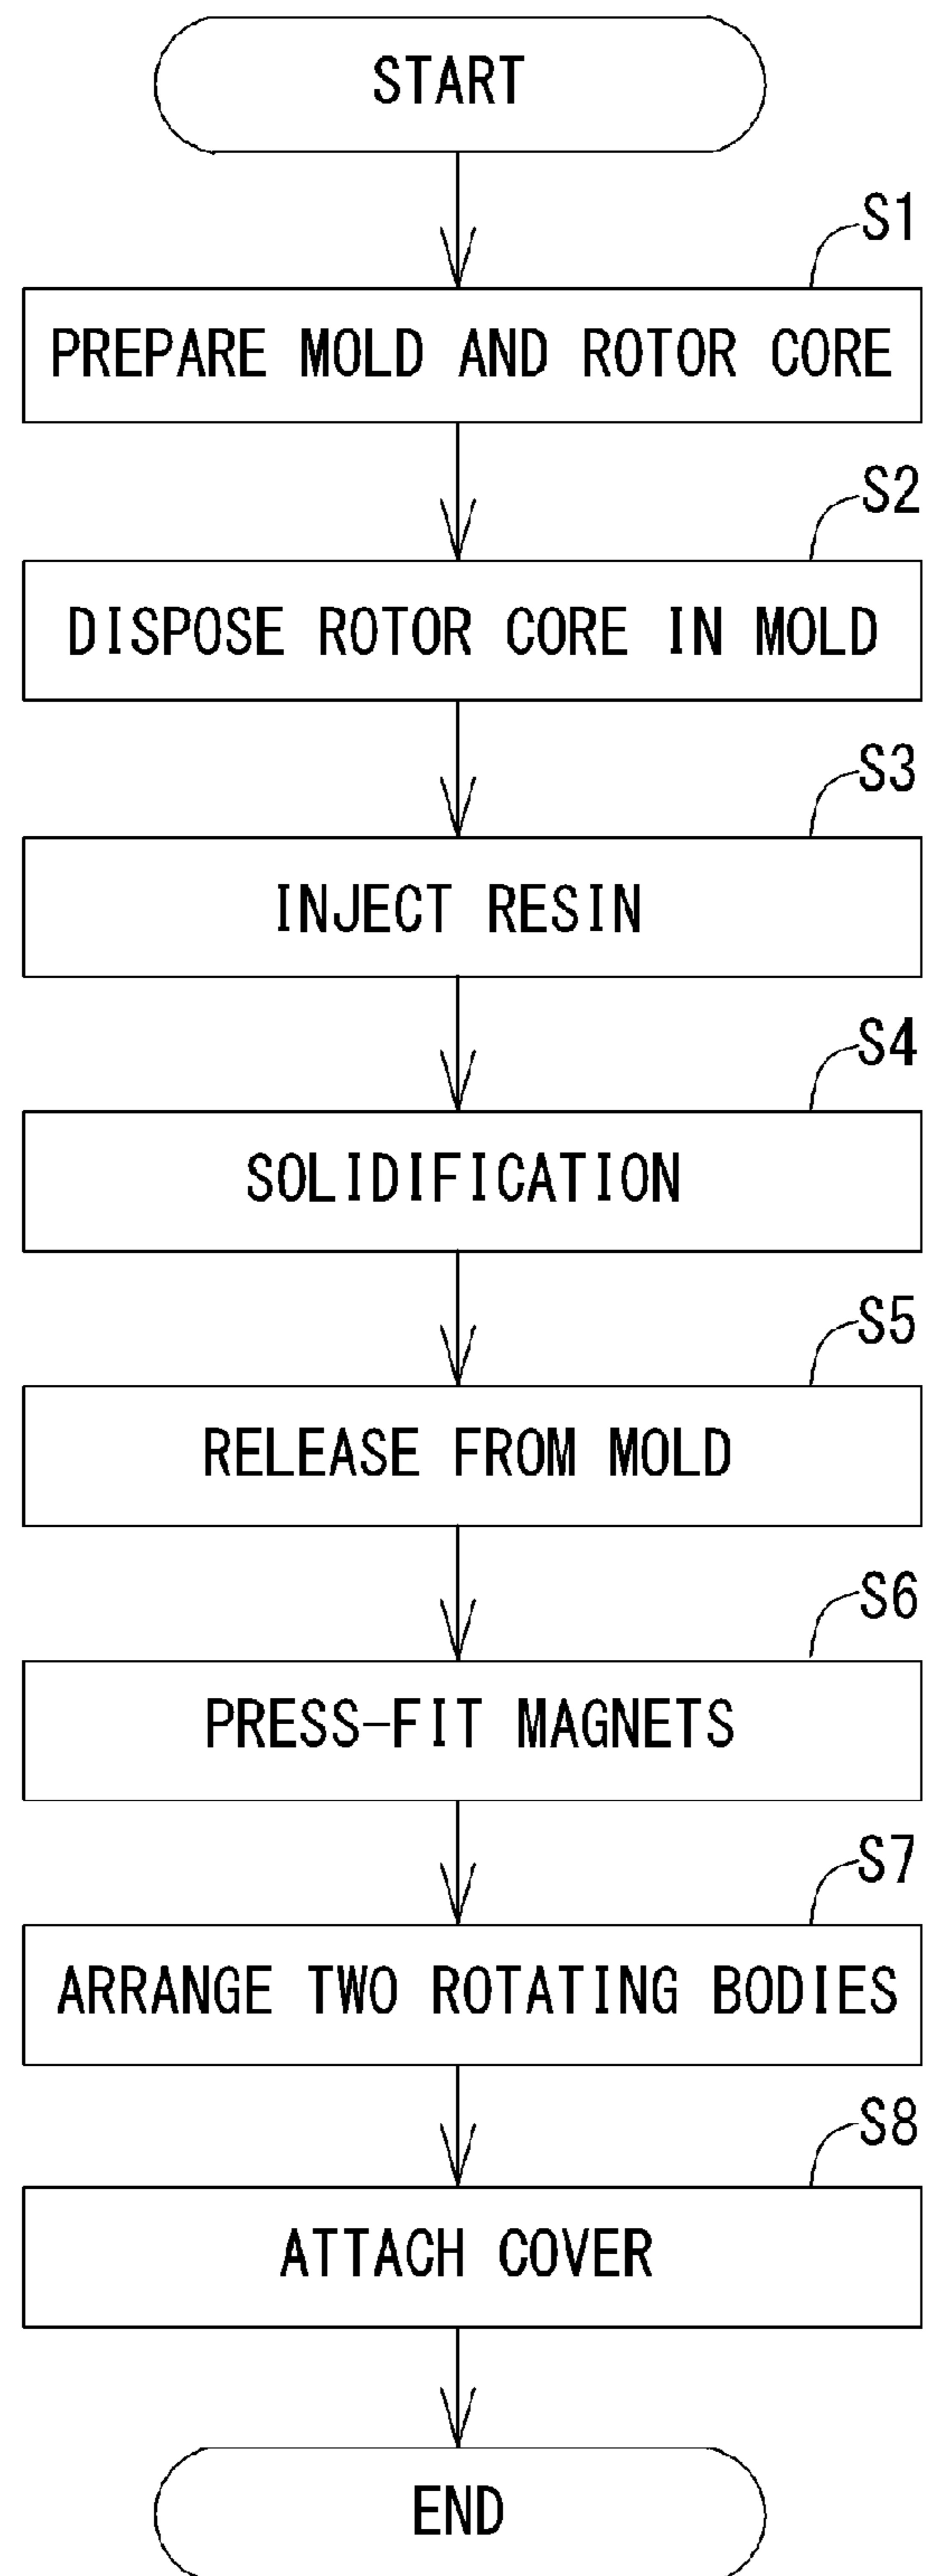 START
S1
PREPARE MOLD AND ROTOR CORE
S2
DISPOSE ROTOR CORE IN MOLD
S3
INJECT RESIN
S4
SOLIDIFICATION
S5
RELEASE FROM MOLD
S6
PRESS-FIT MAGNETS
S7
ARRANGE TWO ROTATING BODIES
S8
ATTACH COVER
END